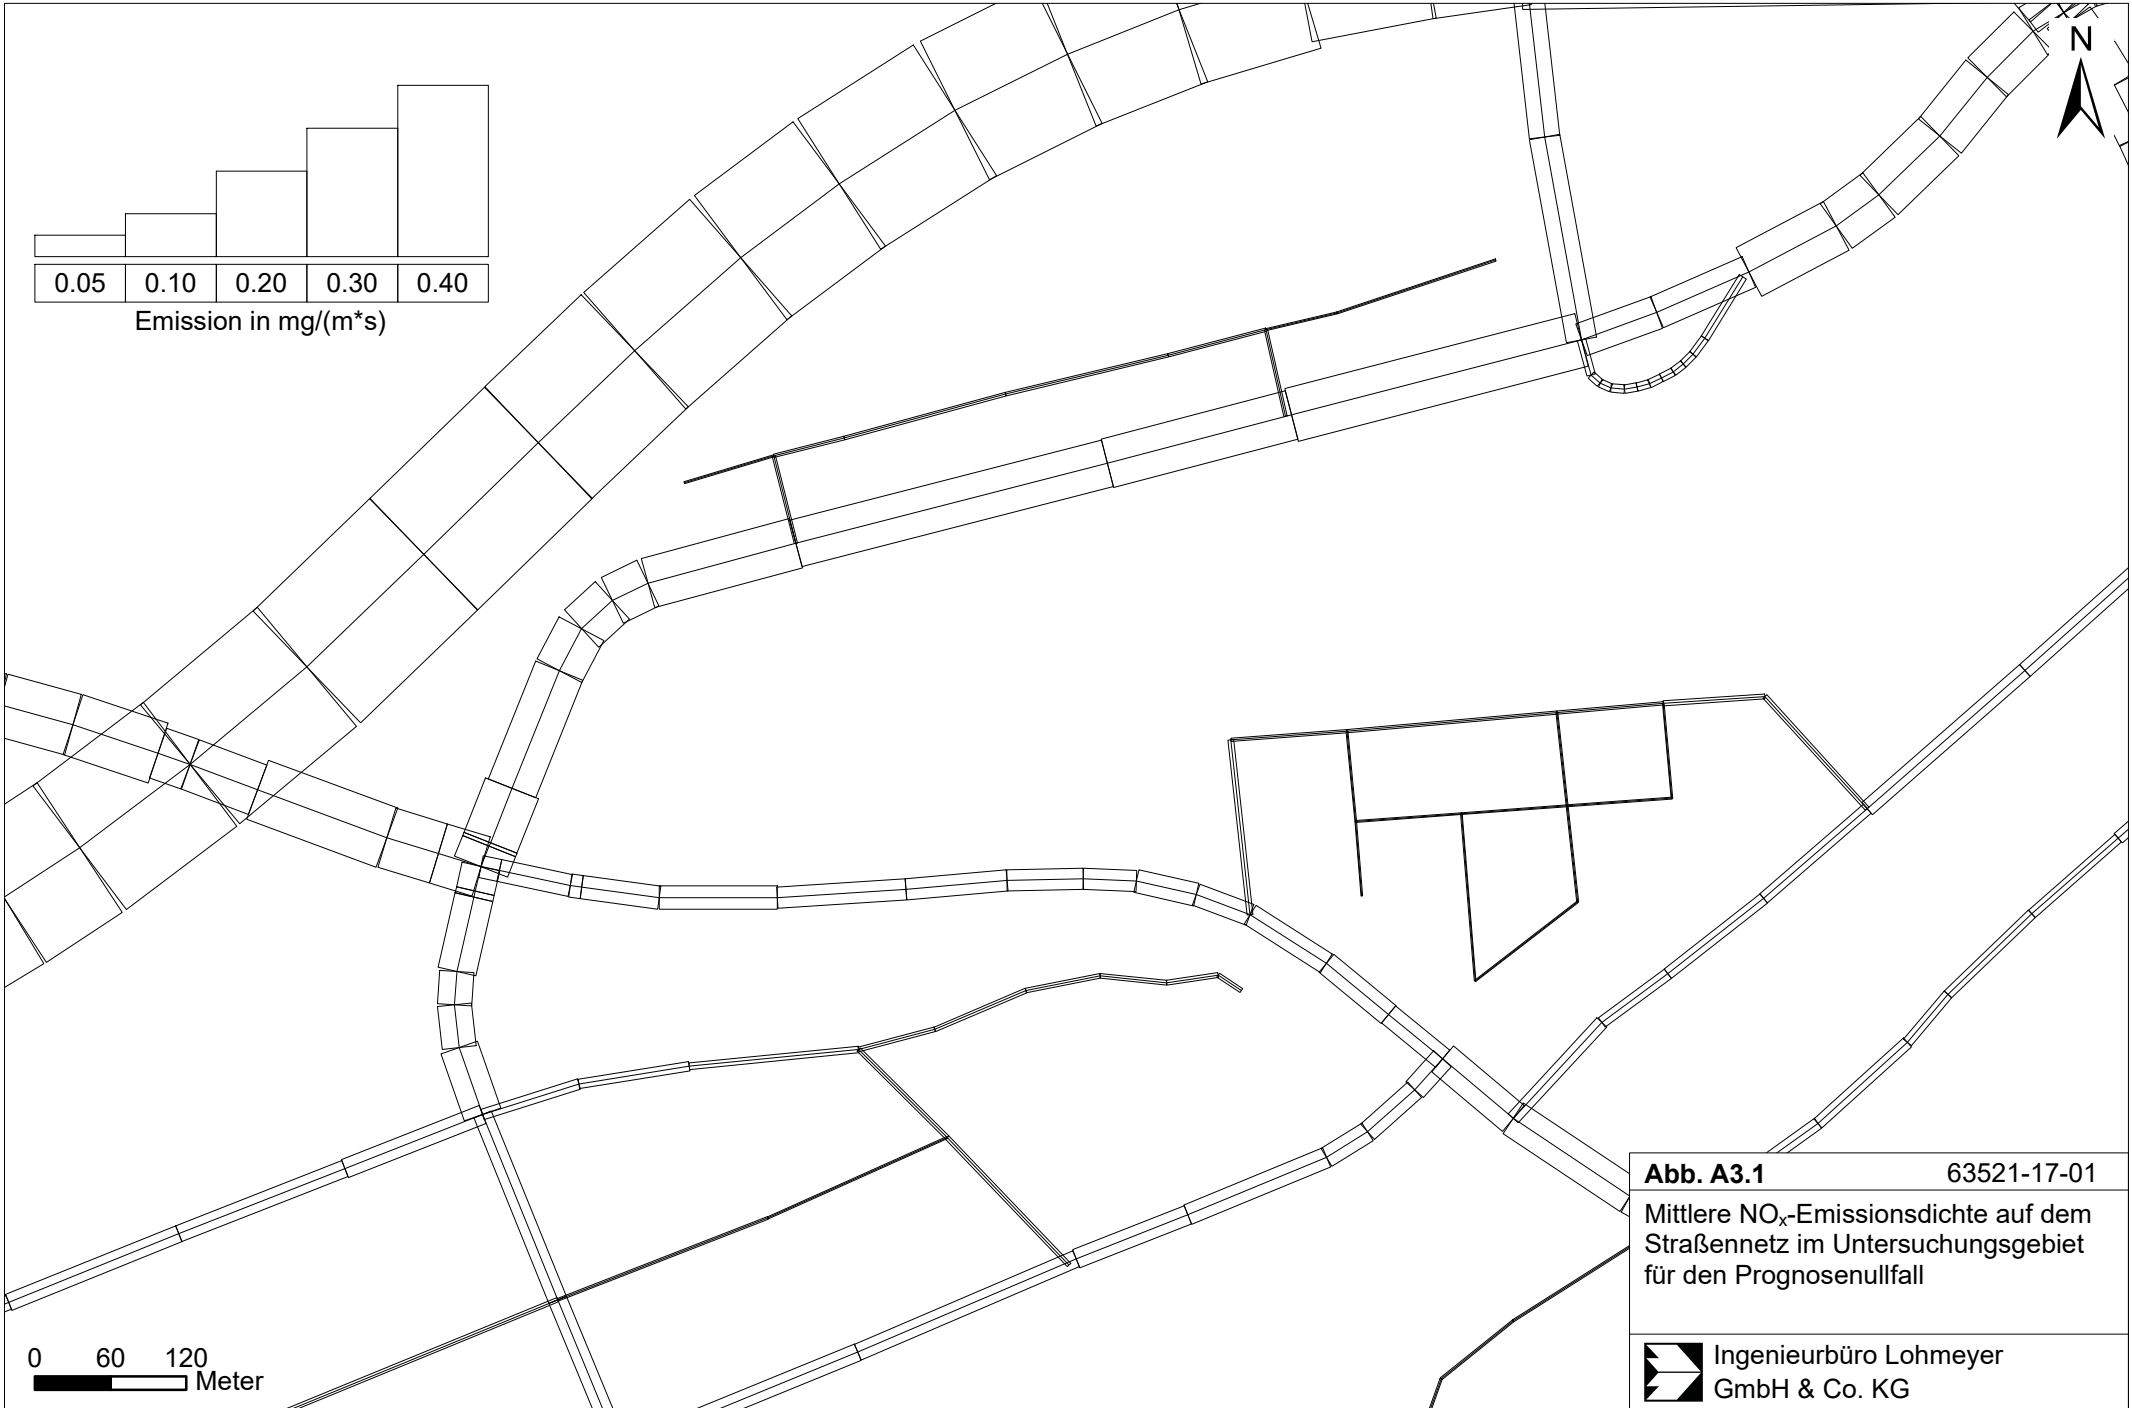 N
0.05 0.10 0.20 0.30 0.40
Emission in mg/(m*s)
0 60 120
Meter
Abb. A3.1 63521-17-01
Mittlere NOₓ-Emissionsdichte auf dem
Straßennetz im Untersuchungsgebiet
für den Prognosenullfall
Ingenieurbüro Lohmeyer
GmbH & Co. KG